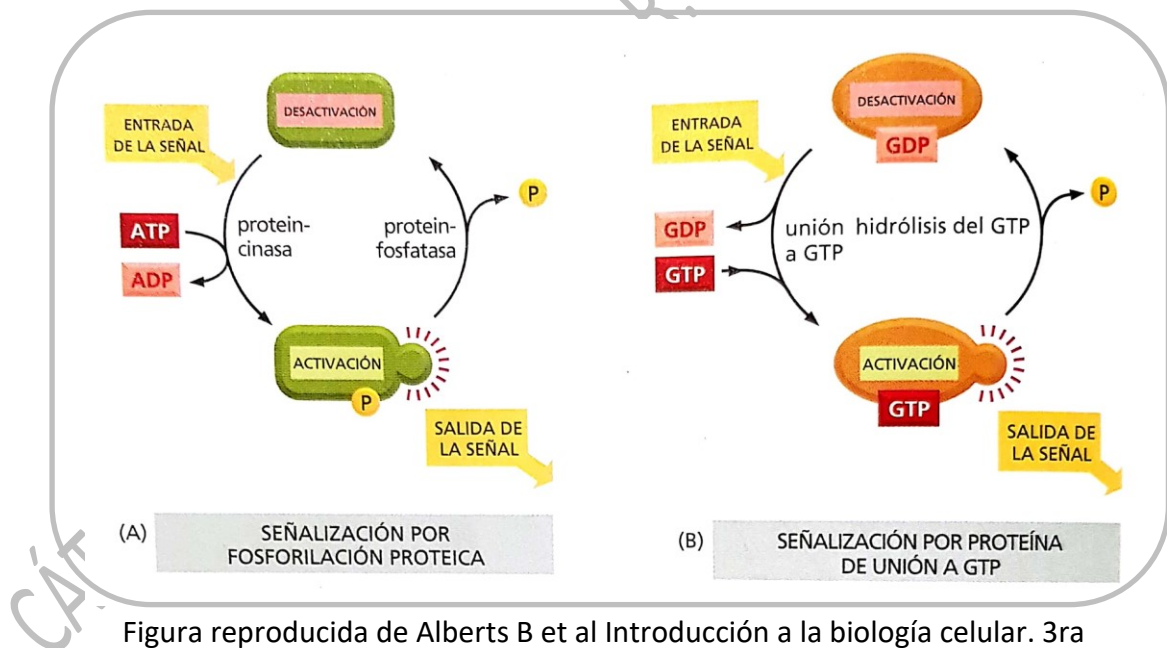 DESACTIVACIÓN
ENTRADA
DE LA SEÑAL
ATP
ADP
protein-
cinasa
protein-
fosfatasa
P
ACTIVACIÓN
P
SALIDA DE
LA SEÑAL
(A)
SEÑALIZACIÓN POR
FOSFORILACIÓN PROTEICA
DESACTIVACIÓN
GDP
ENTRADA
DE LA SEÑAL
GDP
GTP
unión
a GTP
hidrólisis del GTP
P
ACTIVACIÓN
GTP
SALIDA DE
LA SEÑAL
(B)
SEÑALIZACIÓN POR PROTEÍNA
DE UNIÓN A GTP
Figura reproducida de Alberts B et al Introducción a la biología celular. 3ra